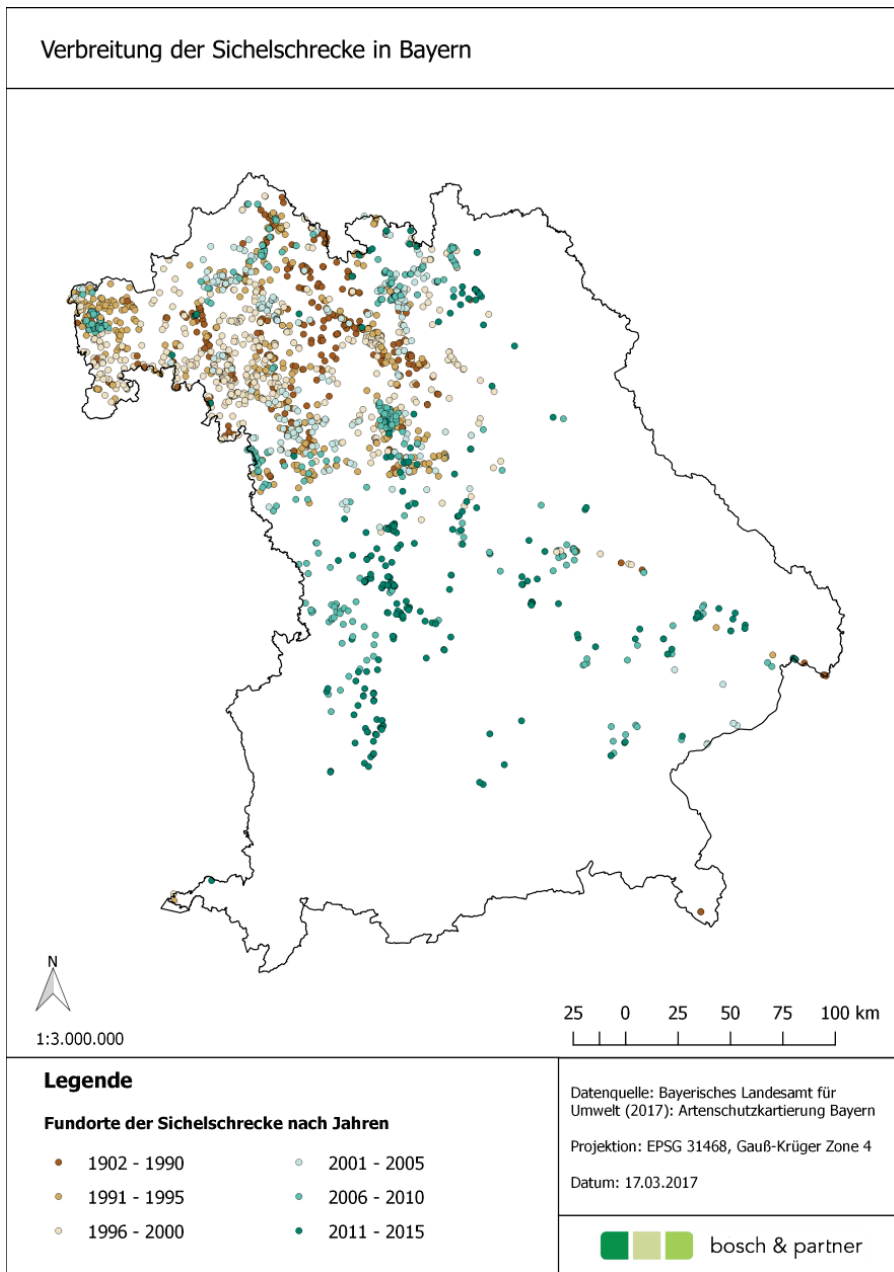 Verbreitung der Sichelschrecke in Bayern
N
1:3.000.000
25 0 25 50 75 100 km
Legende
Fundorte der Sichelschrecke nach Jahren
1902 - 1990
1991 - 1995
1996 - 2000
2001 - 2005
2006 - 2010
2011 - 2015
Datenquelle: Bayerisches Landesamt für
Umwelt (2017): Artenschutzkartierung Bayern
Projektion: EPSG 31468, Gauß-Krüger Zone 4
Datum: 17.03.2017
bosch & partner